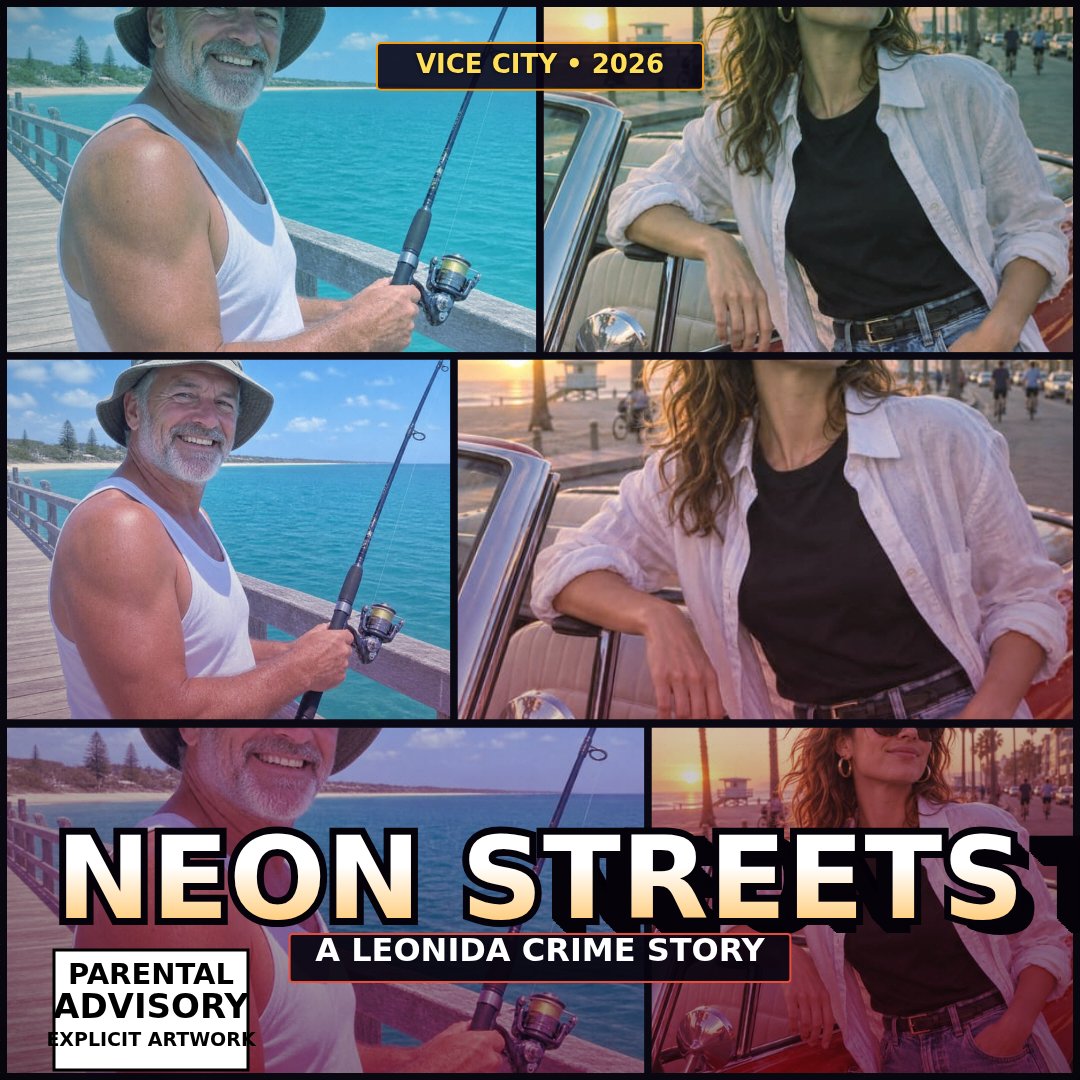 VICE CITY • 2026
NEON STREETS
A LEONIDA CRIME STORY
PARENTAL
ADVISORY
EXPLICIT ARTWORK